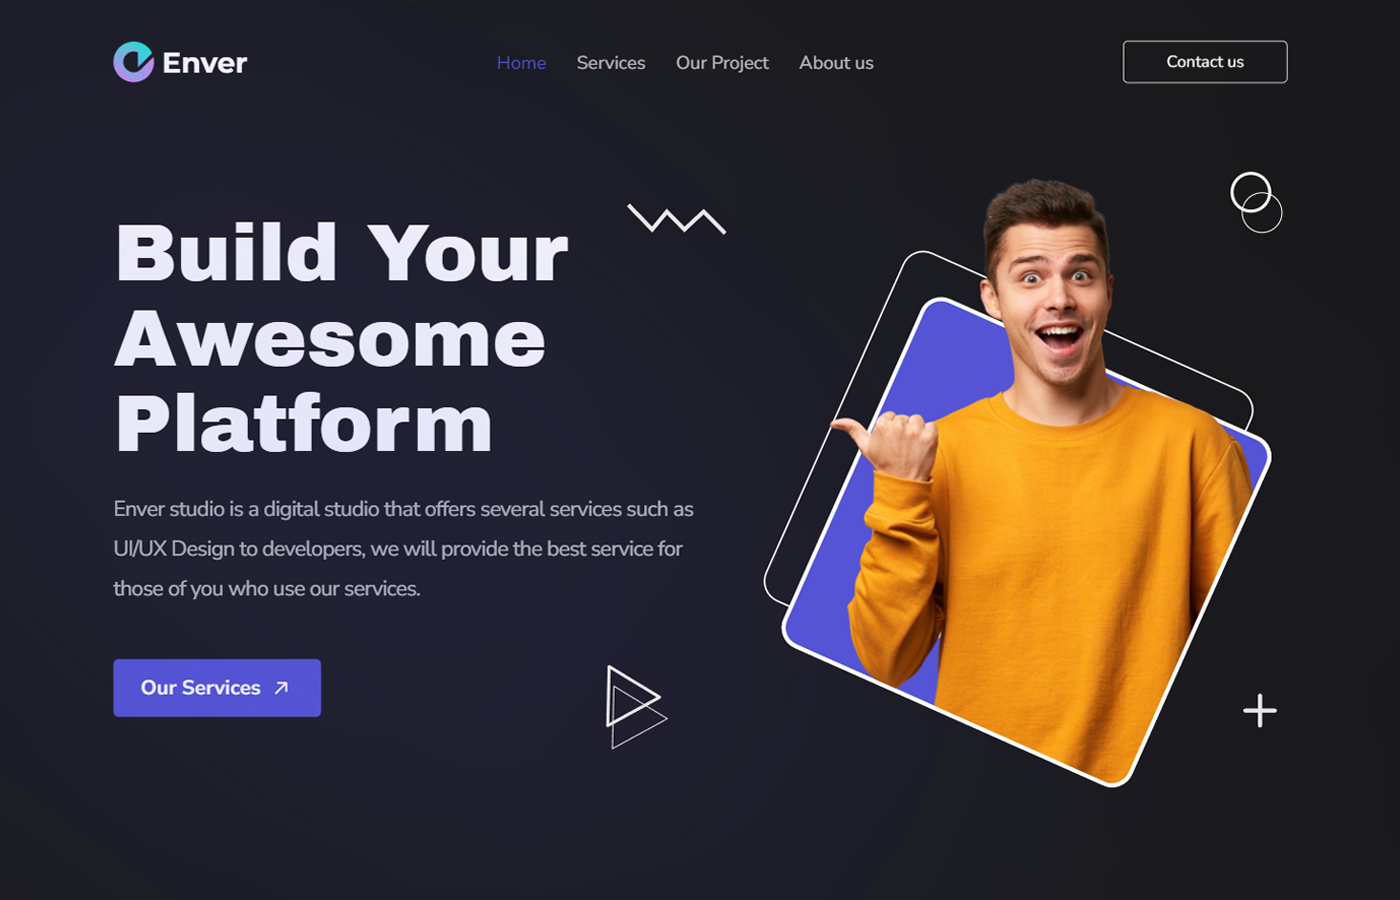 Enver
Home Services Our Project About us
Contact us
Build Your
Awesome
Platform
Enver studio is a digital studio that offers several services such as
UI/UX Design to developers, we will provide the best service for
those of you who use our services.
Our Services